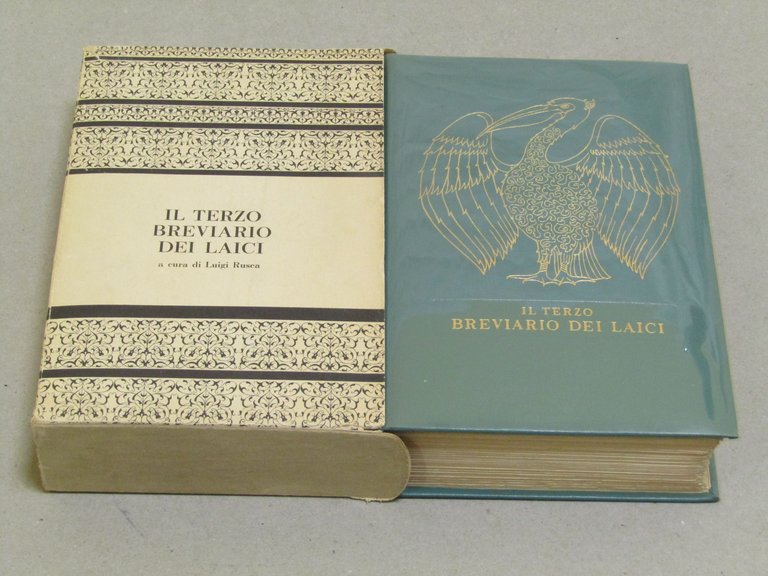 IL TERZO
BREVIARIO
DEI LAICI
a cura di Luigi Rusca
IL TERZO
BREVIARIO DEI LAICI